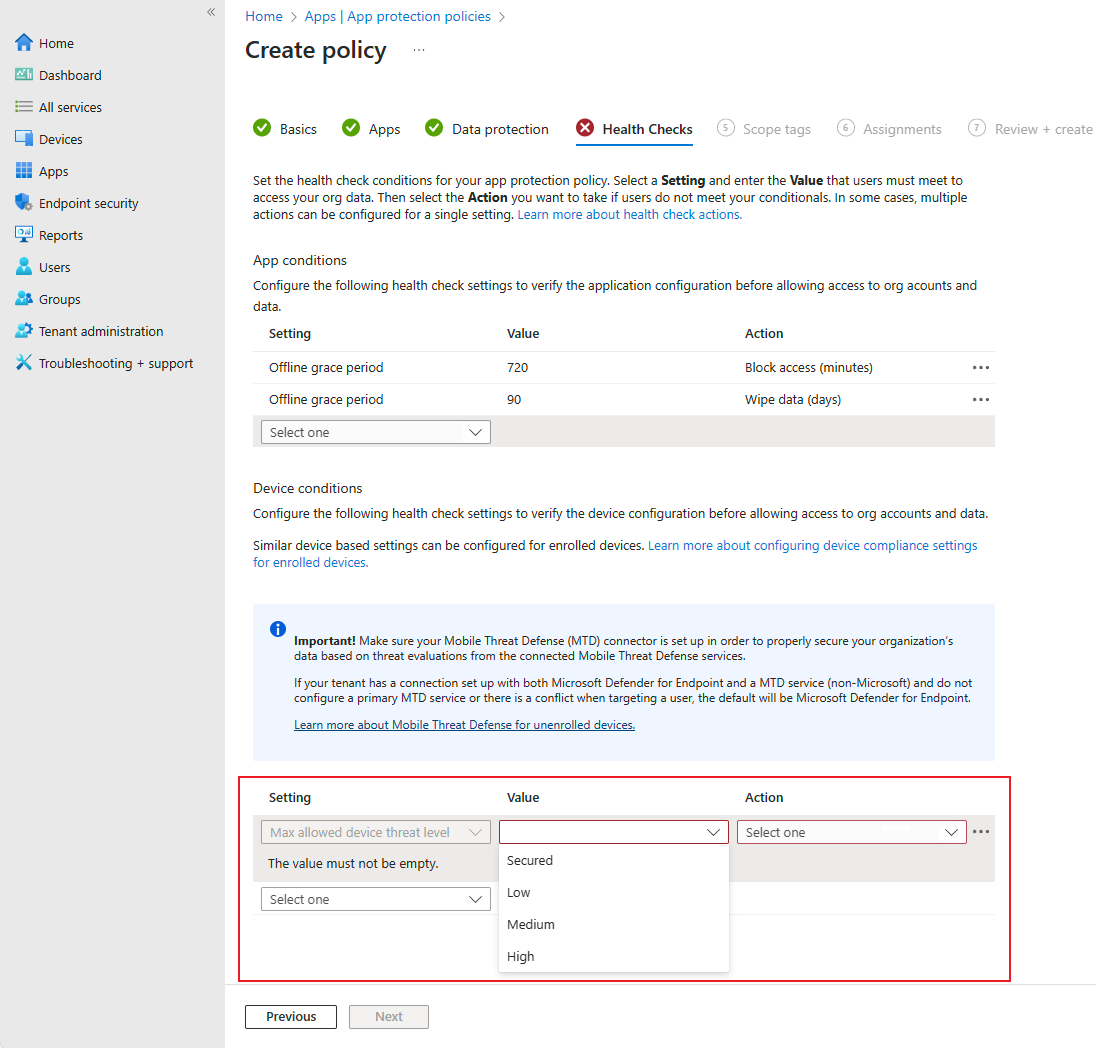 «
Home
Dashboard
All services
Devices
Apps
Endpoint security
Reports
Users
Groups
Tenant administration
Troubleshooting + support
Home > Apps | App protection policies >
Create policy ...
Basics Apps Data protection Health Checks 5 Scope tags 6 Assignments 7 Review + create
Set the health check conditions for your app protection policy. Select a Setting and enter the Value that users must meet to
access your org data. Then select the Action you want to take if users do not meet your conditionals. In some cases, multiple
actions can be configured for a single setting. Learn more about health check actions.
App conditions
Configure the following health check settings to verify the application configuration before allowing access to org acounts and
data.
Setting Value Action
Offline grace period 720 Block access (minutes) •••
Offline grace period 90 Wipe data (days) •••
Select one
Device conditions
Configure the following health check settings to verify the device configuration before allowing access to org accounts and data.
Similar device based settings can be configured for enrolled devices. Learn more about configuring device compliance settings
for enrolled devices.
Important! Make sure your Mobile Threat Defense (MTD) connector is set up in order to properly secure your organization's
data based on threat evaluations from the connected Mobile Threat Defense services.
If your tenant has a connection set up with both Microsoft Defender for Endpoint and a MTD service (non-Microsoft) and do not
configure a primary MTD service or there is a conflict when targeting a user, the default will be Microsoft Defender for Endpoint.
Learn more about Mobile Threat Defense for unenrolled devices.
Setting Value Action
Max allowed device threat level Select one •••
The value must not be empty.
Select one
Secured
Low
Medium
High
Previous Next